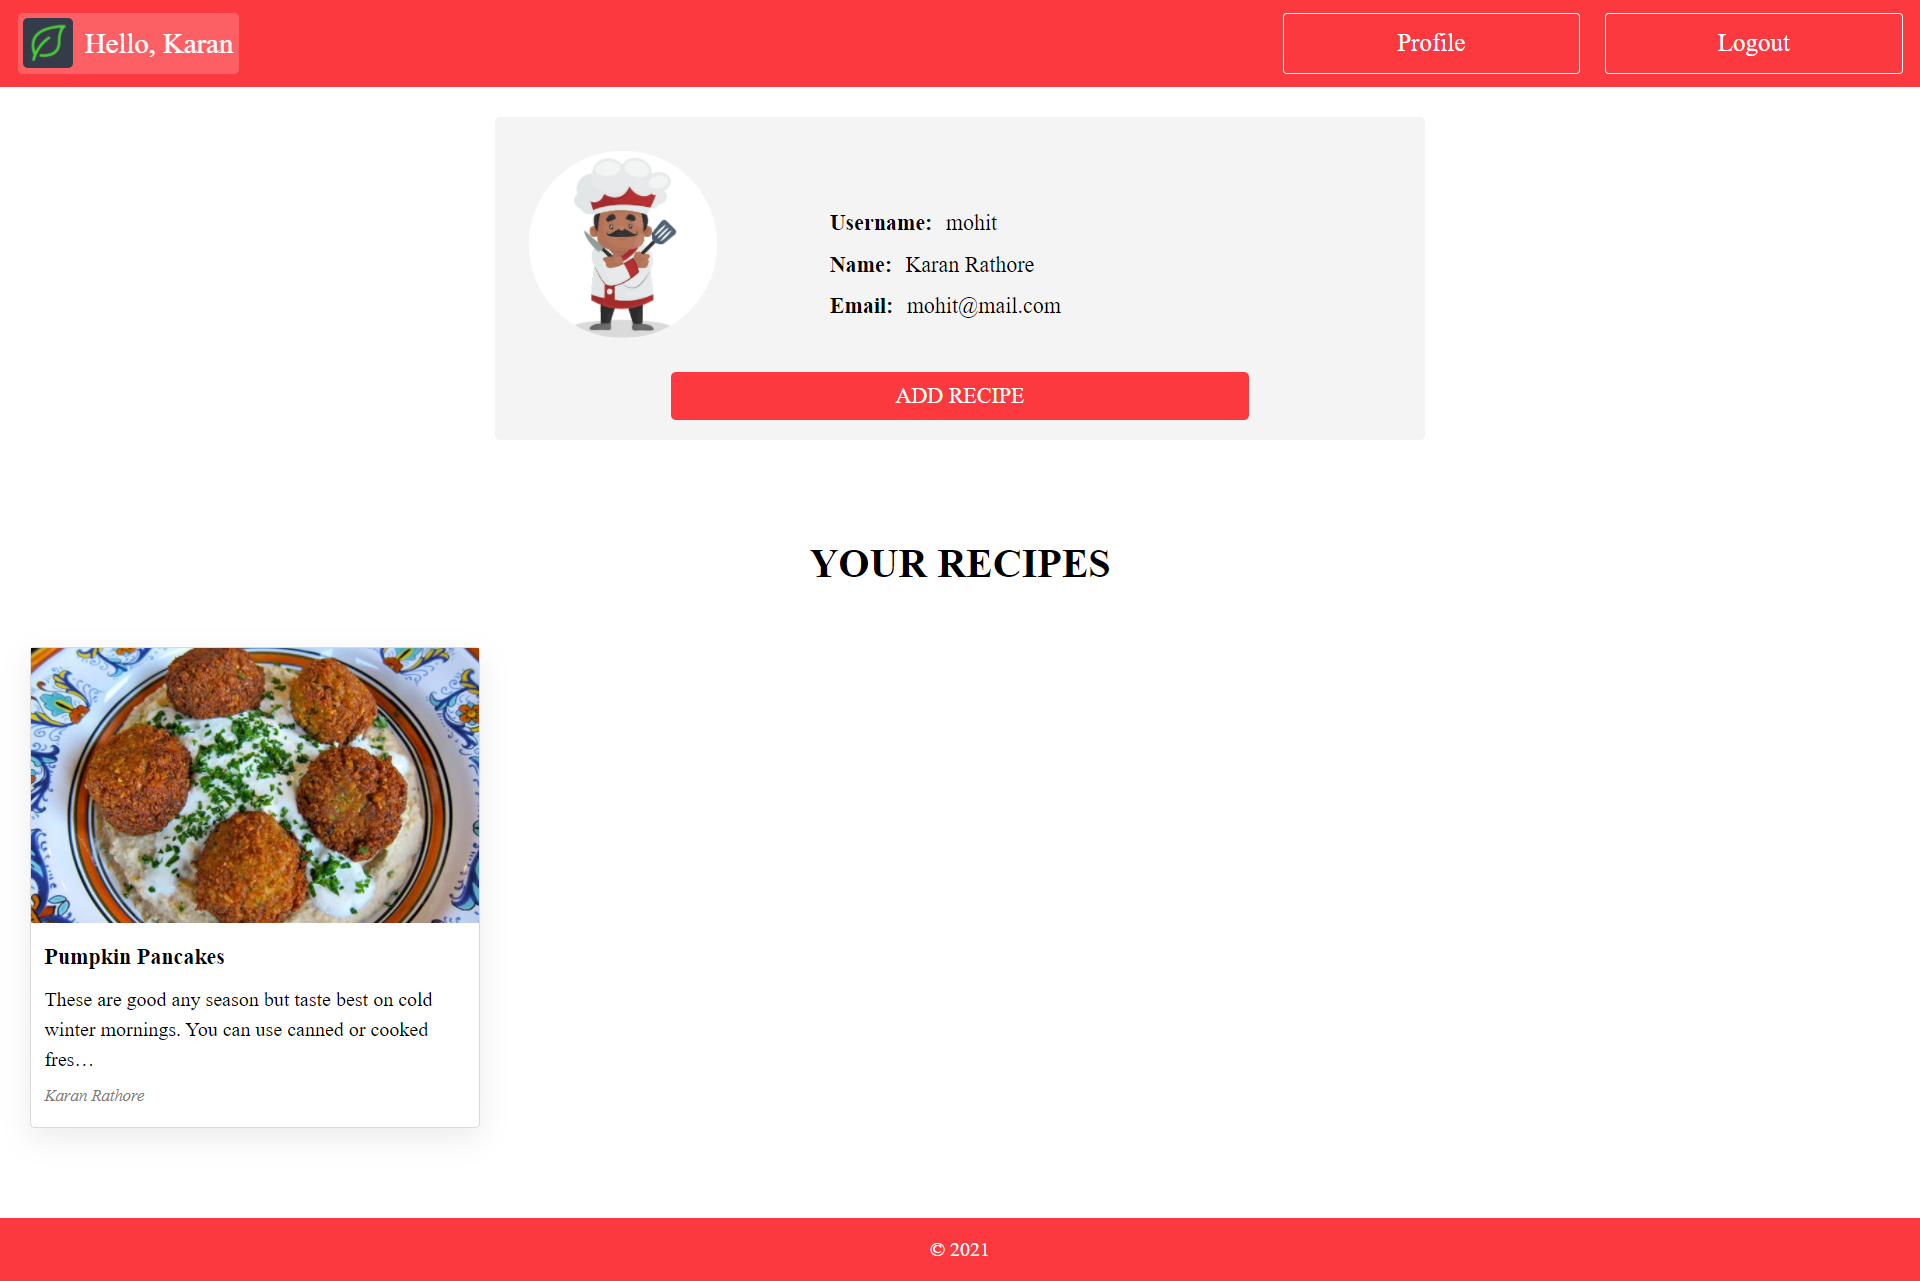 Hello, Karan
Profile
Logout
Username: mohit
Name: Karan Rathore
Email: mohit@mail.com
ADD RECIPE
YOUR RECIPES
Pumpkin Pancakes
These are good any season but taste best on cold
winter mornings. You can use canned or cooked
fres…
Karan Rathore
© 2021